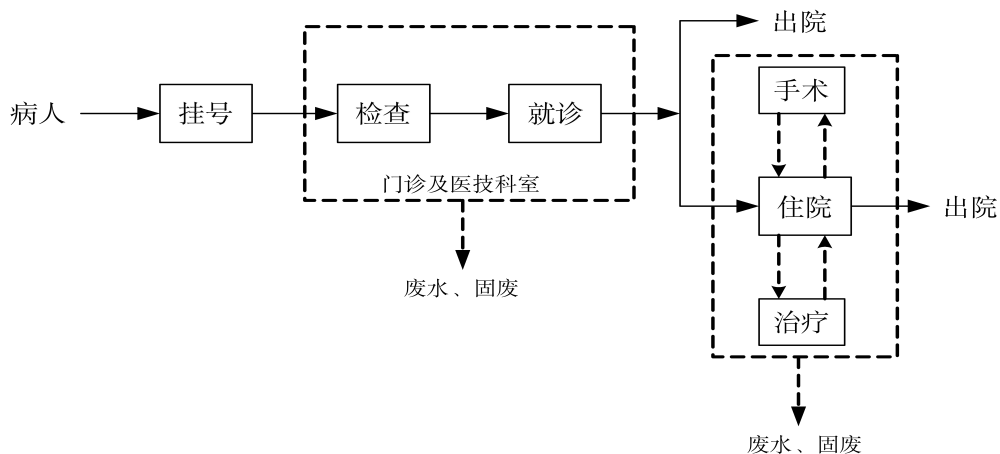 出院
手术
病人
挂号
检查
就诊
门诊及医技科室
住院
出院
废水、固废
治疗
废水、固废